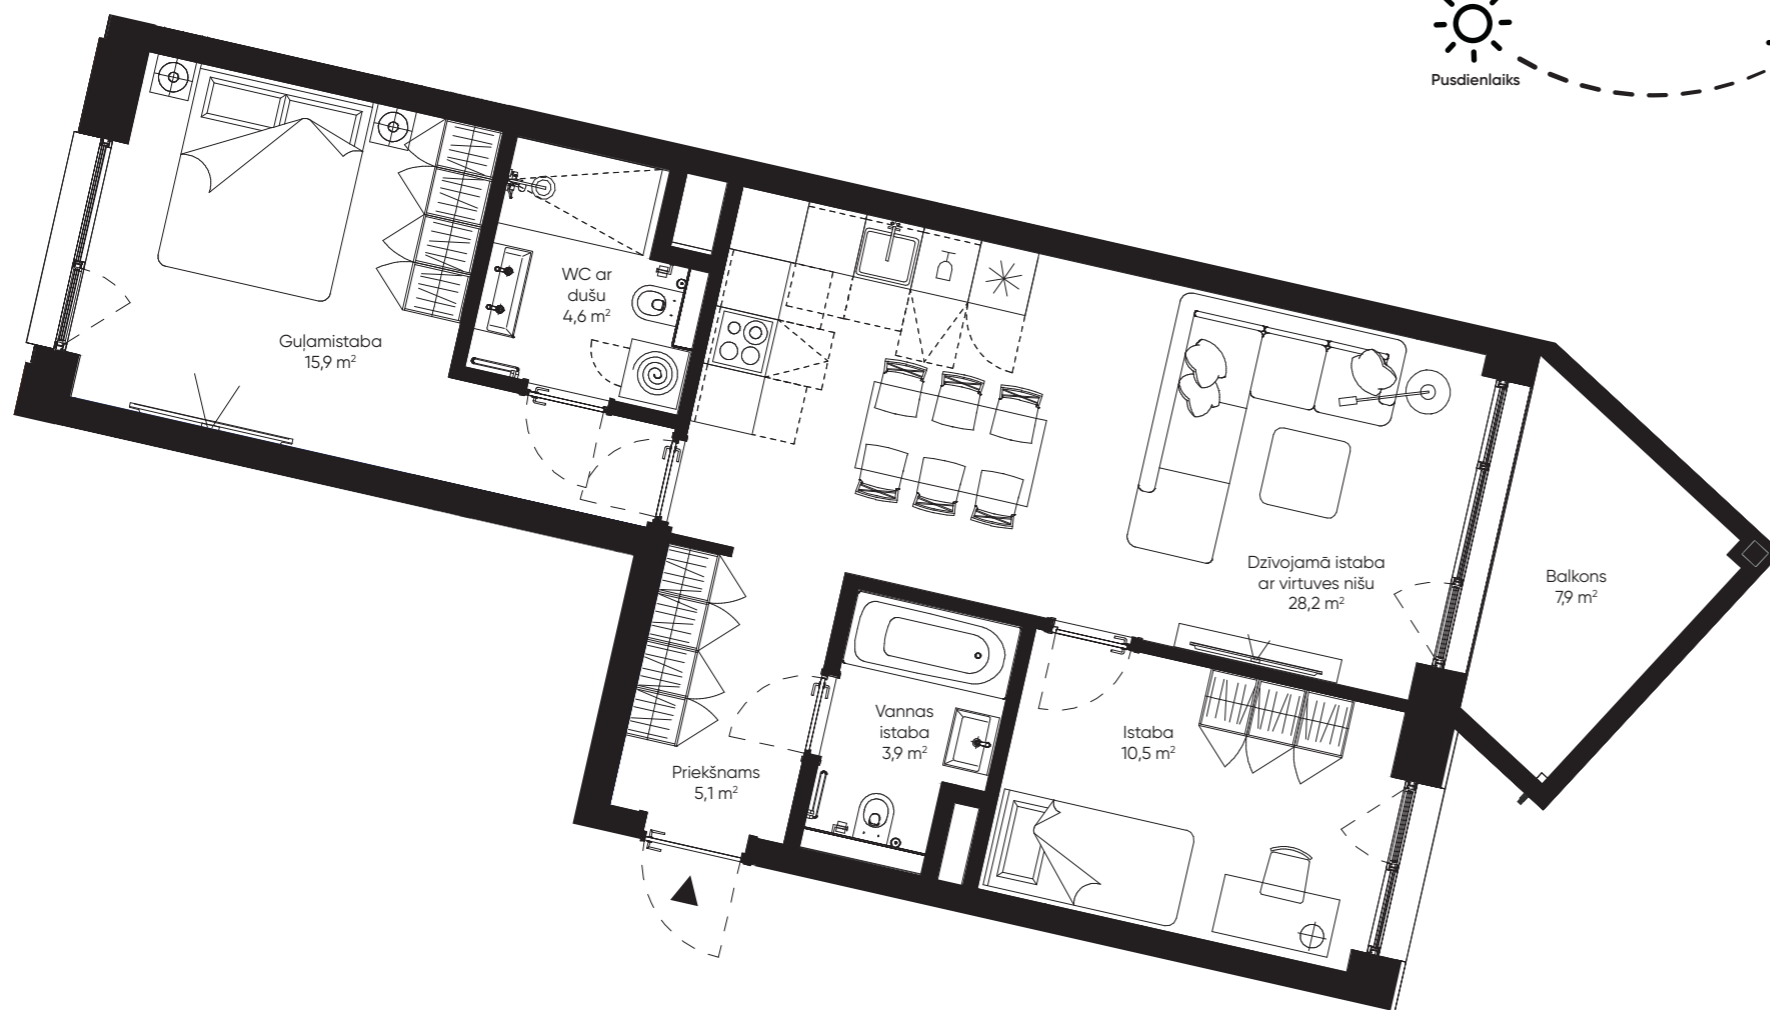 Pusdienlaiks
WC ar
dušu
4,6 m²
Guļamistaba
15,9 m²
Dzīvojamā istaba
ar virtuves nišu
28,2 m²
Balkons
7,9 m²
Vannas
istaba
3,9 m²
Istaba
10,5 m²
Priekšnams
5,1 m²